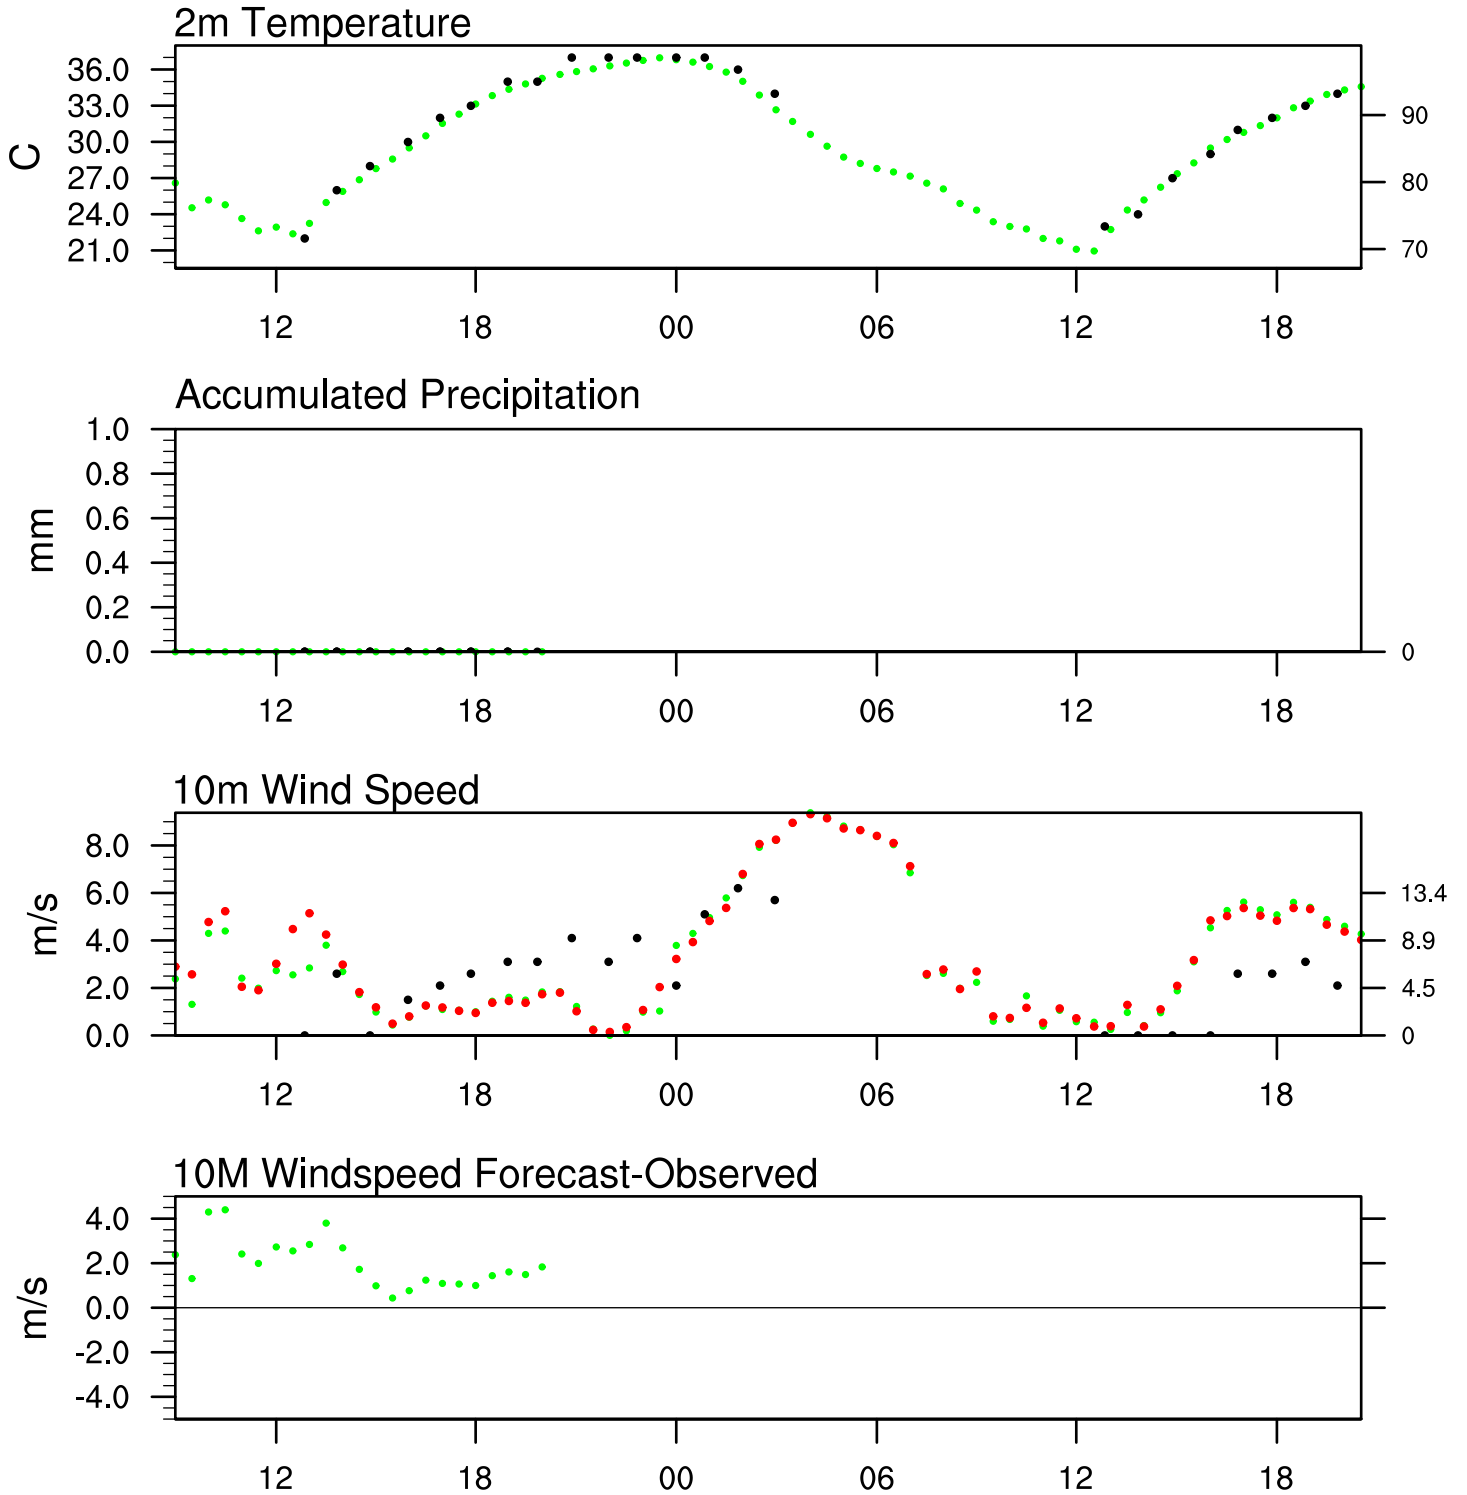 2m Temperature
36.0
33.0
30.0
27.0
24.0
21.0
C
90
80
70
12 18 00 06 12 18
Accumulated Precipitation
1.0
0.8
0.6
0.4
0.2
0.0
mm
0
12 18 00 06 12 18
10m Wind Speed
8.0
6.0
4.0
2.0
0.0
m/s
13.4
8.9
4.5
0
12 18 00 06 12 18
10M Windspeed Forecast-Observed
4.0
2.0
0.0
-2.0
-4.0
m/s
12 18 00 06 12 18